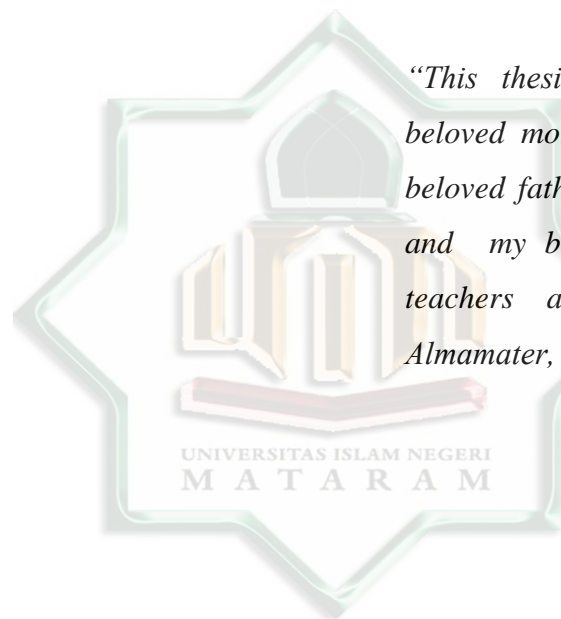 “This thesi
beloved mo
beloved fath
and my b
teachers a
Almamater,
UNIVERSITAS ISLAM NEGERI
MATARAM